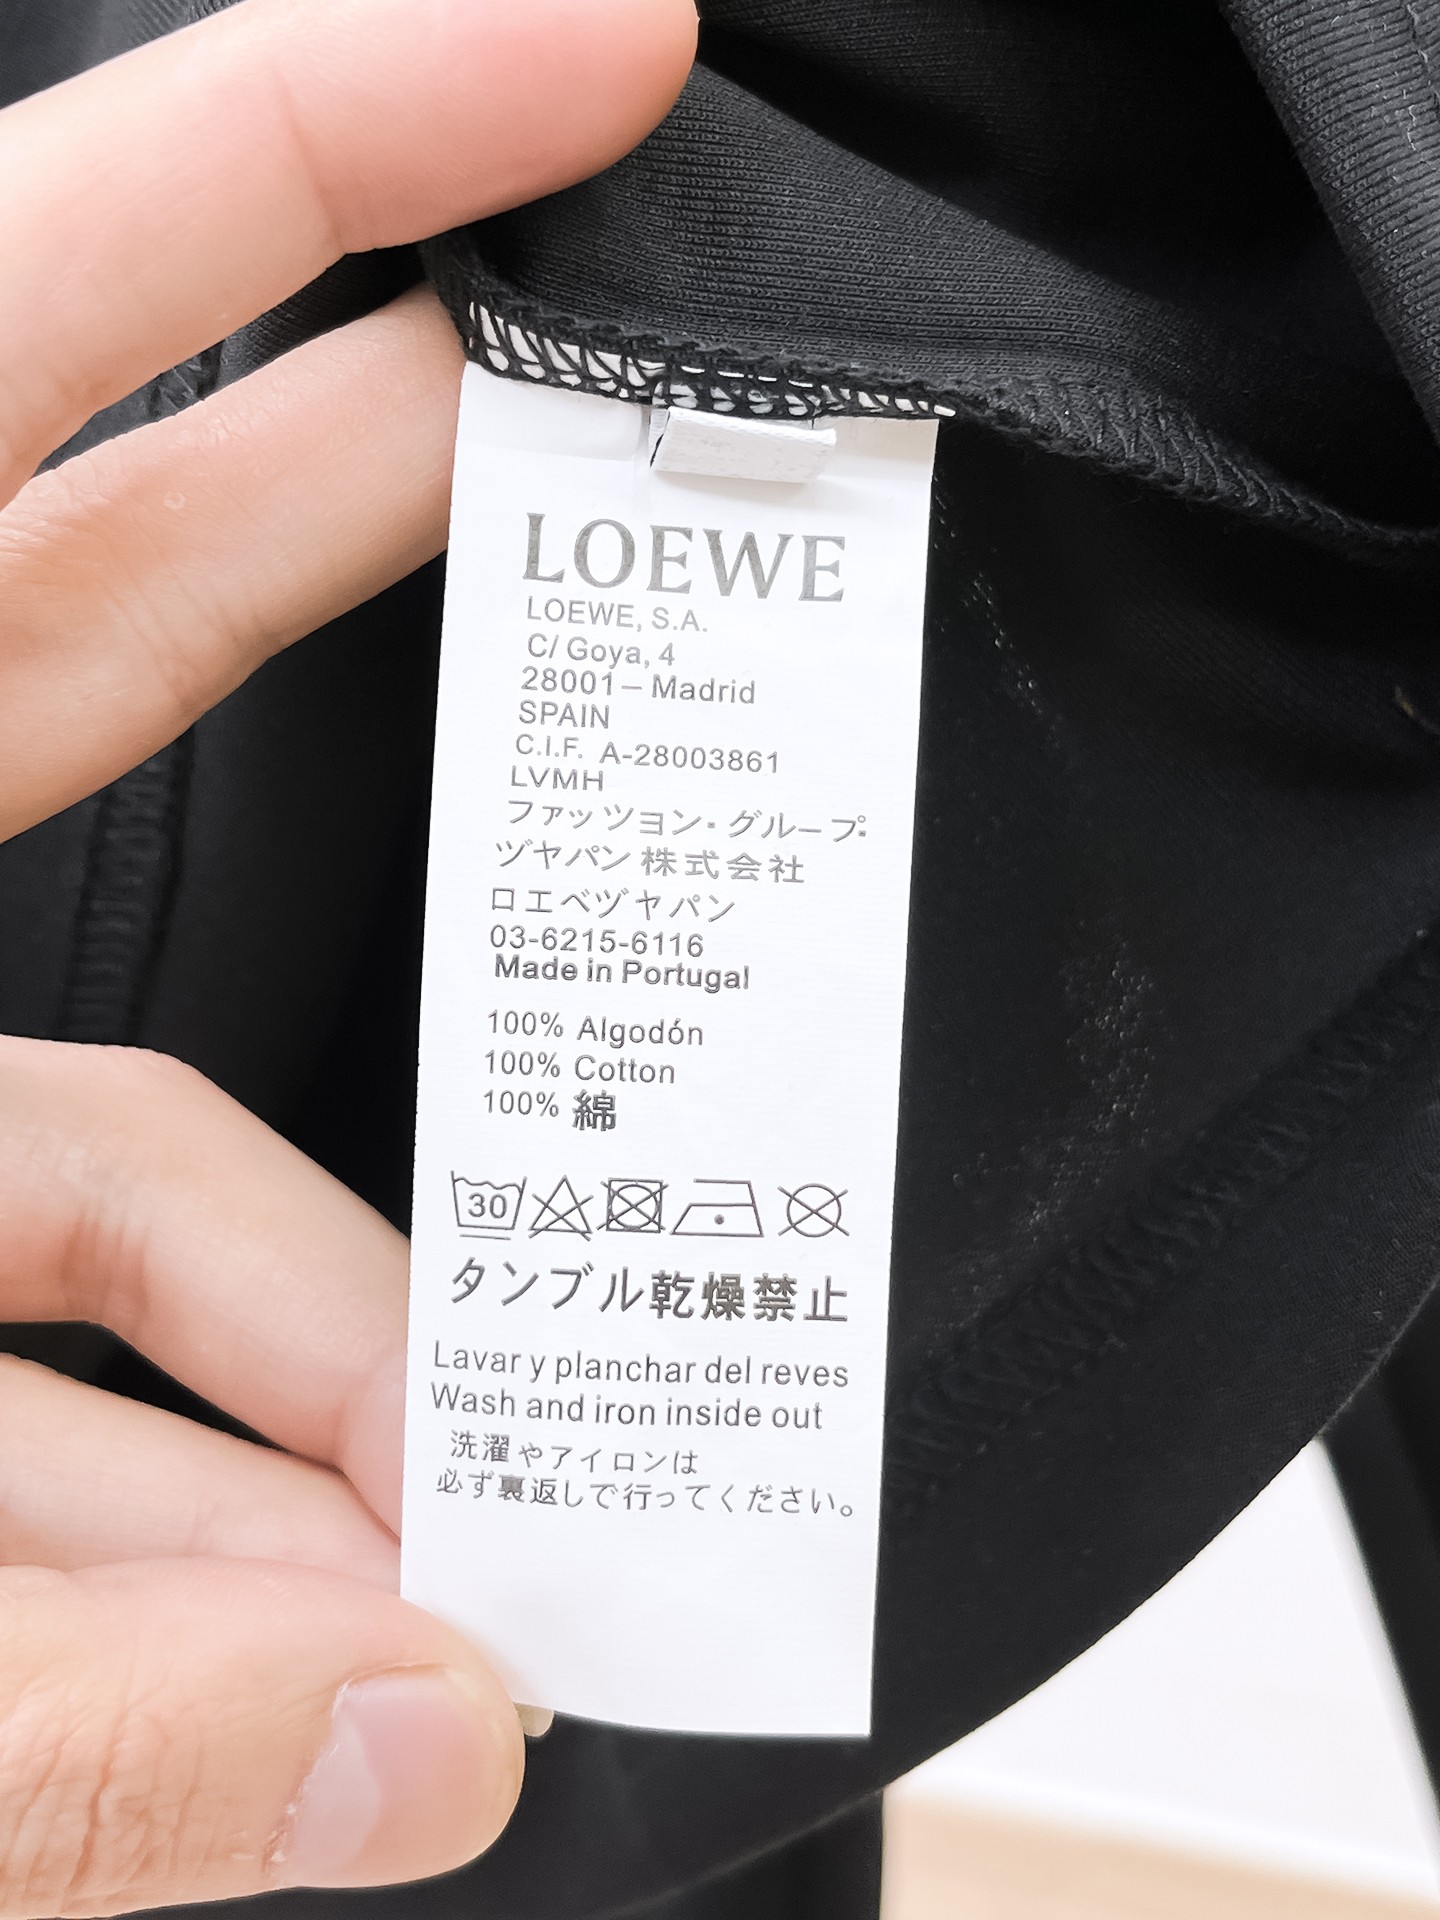 LOEWE
LOEWE, S.A.
C/ Goya, 4
28001 – Madrid
SPAIN
C.I.F. A-28003861
LVMH
ファッツヨン・グループ
ヅヤパン 株式会社
ロエベヅヤパン
03-6215-6116
Made in Portugal
100% Algodón
100% Cotton
100% 綿
30
タンブル乾燥禁止
Lavar y planchar del reves
Wash and iron inside out
洗濯やアイロンは
必ず裏返しで行ってください。